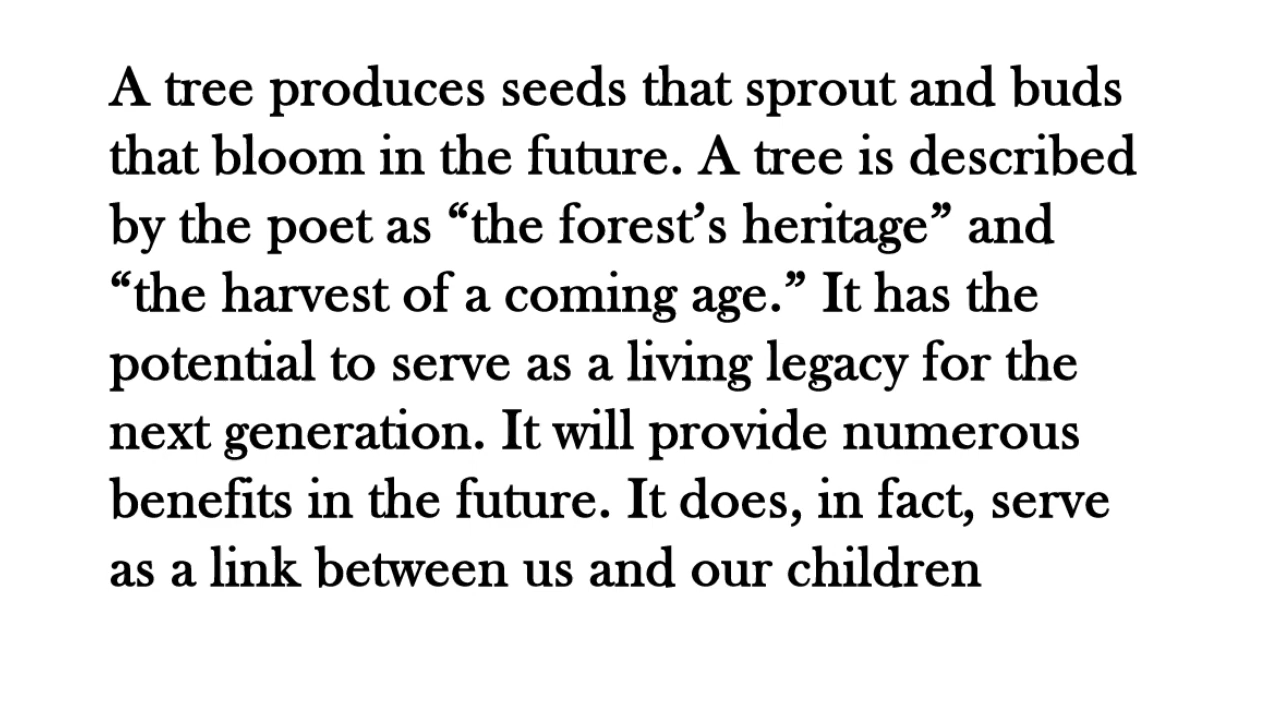 A tree produces seeds that sprout and buds
that bloom in the future. A tree is described
by the poet as “the forest’s heritage” and
“the harvest of a coming age.” It has the
potential to serve as a living legacy for the
next generation. It will provide numerous
benefits in the future. It does, in fact, serve
as a link between us and our children